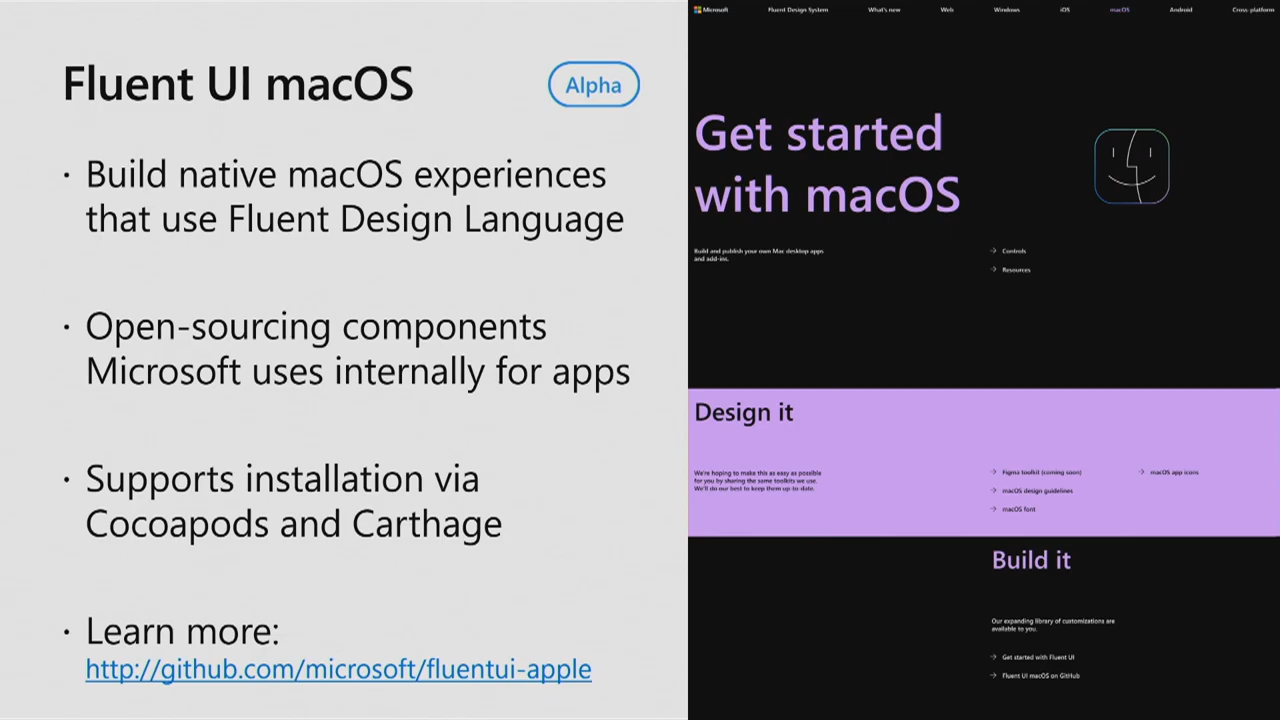 Fluent UI macOS
Alpha
· Build native macOS experiences
that use Fluent Design Language
· Open-sourcing components
Microsoft uses internally for apps
· Supports installation via
Cocoapods and Carthage
· Learn more:
http://github.com/microsoft/fluentui-apple
Microsoft Fluent Design System What's new Web Windows iOS macOS Android Cross-platform
Get started
with macOS
Build and publish your own Mac desktop apps
and add-ins.
→ Controls
→ Resources
Design it
We're hoping to make this as easy as possible
for you by sharing the same toolkits we use.
We'll do our best to keep them up-to-date.
→ Figma toolkit (coming soon)
→ macOS design guidelines
→ macOS font
→ macOS app icons
Build it
Our expanding library of customizations are
available to you.
→ Get started with Fluent UI
→ Fluent UI macOS on GitHub